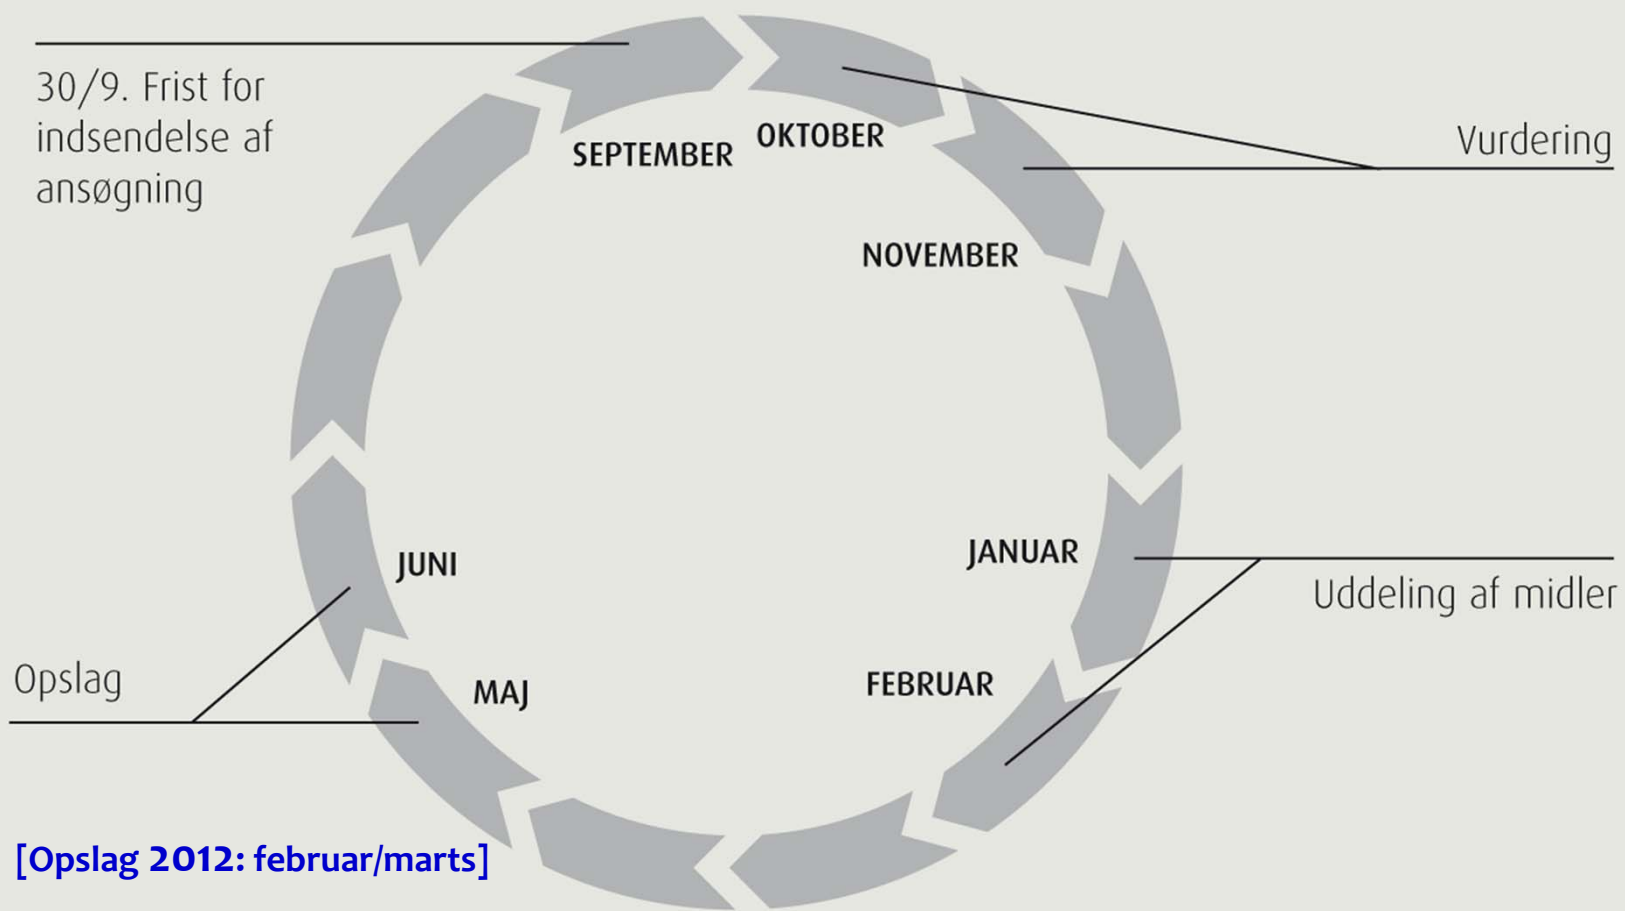 30/9. Frist for
indsendelse af
ansøgning
SEPTEMBER
OKTOBER
Vurdering
NOVEMBER
JANUAR
Uddeling af midler
FEBRUAR
JUNI
MAJ
Opslag
[Opslag 2012: februar/marts]